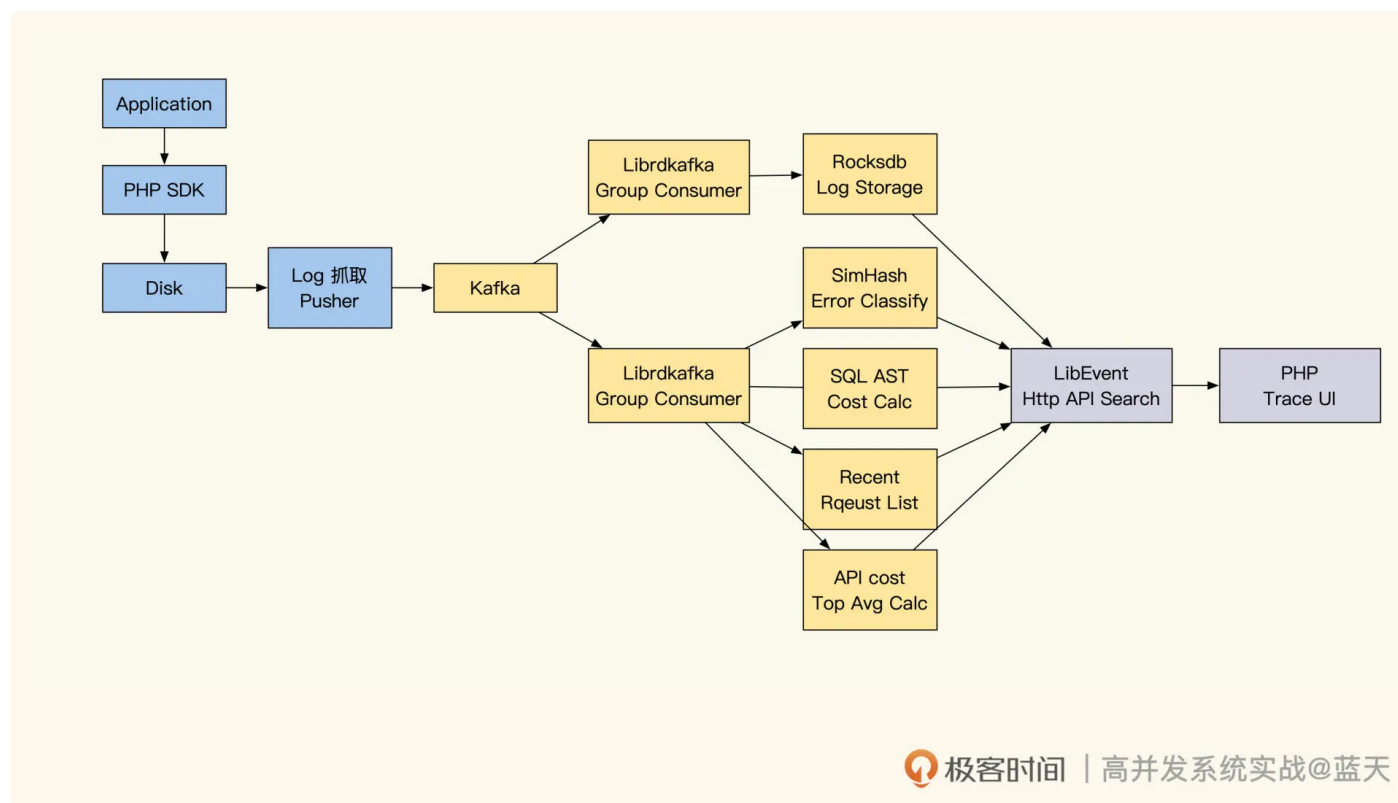 Application
PHP SDK
Disk
Log 抓取
Pusher
Kafka
Librdkafka
Group Consumer
Librdkafka
Group Consumer
Rocksdb
Log Storage
SimHash
Error Classify
SQL AST
Cost Calc
Recent
Rqeust List
API cost
Top Avg Calc
LibEvent
Http API Search
PHP
Trace UI
极客时间 | 高并发系统实战@蓝天